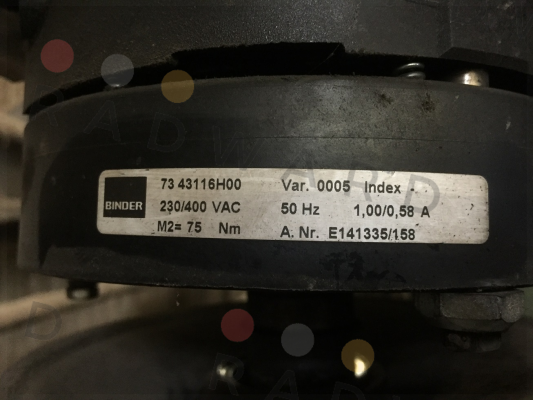 BINDER
73 43116H00 Var. 0005 Index -
230/400 VAC 50 Hz 1,00/0,58 A
M2= 75 Nm A. Nr. E141335/158